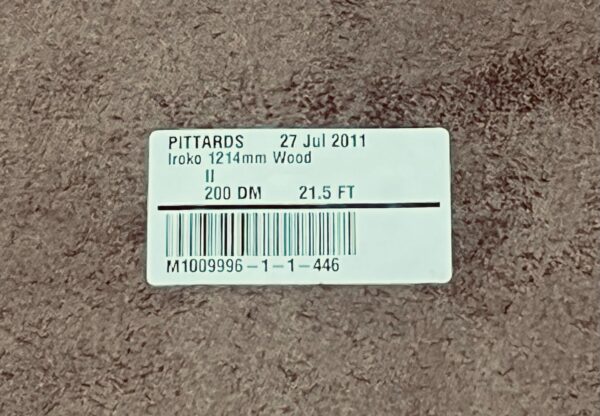 PITTARDS 27 Jul 2011
Iroko 1214mm Wood
II
200 DM 21.5 FT
M1009996-1-1-446